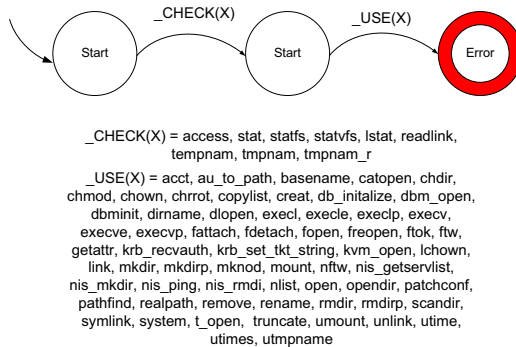 _CHECK(X)
_USE(X)
Start
Start
Error
_CHECK(X) = access, stat, statfs, statvfs, lstat, readlink,
tempnam, tmpnam, tmpnam_r
_USE(X) = acct, au_to_path, basename, catopen, chdir,
chmod, chown, chrrot, copylist, creat, db_initalize, dbm_open,
dbminit, dirname, dlopen, execl, execle, execlp, execv,
execve, execvp, fattach, fdetach, fopen, freopen, ftok, ftw,
getattr, krb_recvauth, krb_set_tkt_string, kvm_open, lchown,
link, mkdir, mkdirp, mknod, mount, nftw, nis_getservlist,
nis_mkdir, nis_ping, nis_rmdi, nlist, open, opendir, patchconf,
pathfind, realpath, remove, rename, rmdir, rmdirp, scandir,
symlink, system, t_open, truncate, umount, unlink, utime,
utimes, utmpname